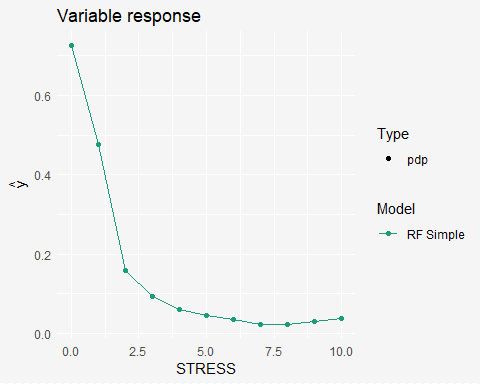 Variable response
0.6
0.4
0.2
0.0
ŷ
0.0 2.5 5.0 7.5 10.0
STRESS
Type
pdp
Model
RF Simple